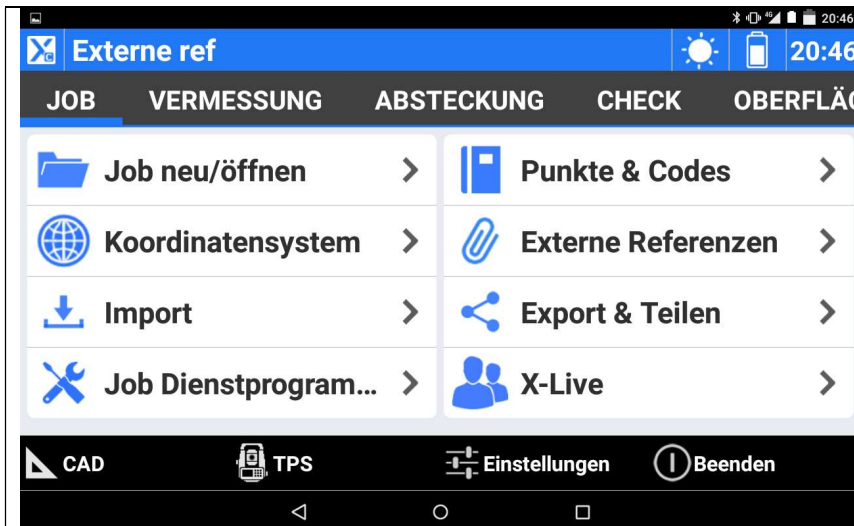 4G 20:46
X C Externe ref 20:46
JOB VERMESSUNG ABSTECKUNG CHECK OBERFLÄC
Job neu/öffnen
Punkte & Codes
Koordinatensystem
Externe Referenzen
Import
Export & Teilen
Job Dienstprogram...
X-Live
CAD TPS Einstellungen Beenden